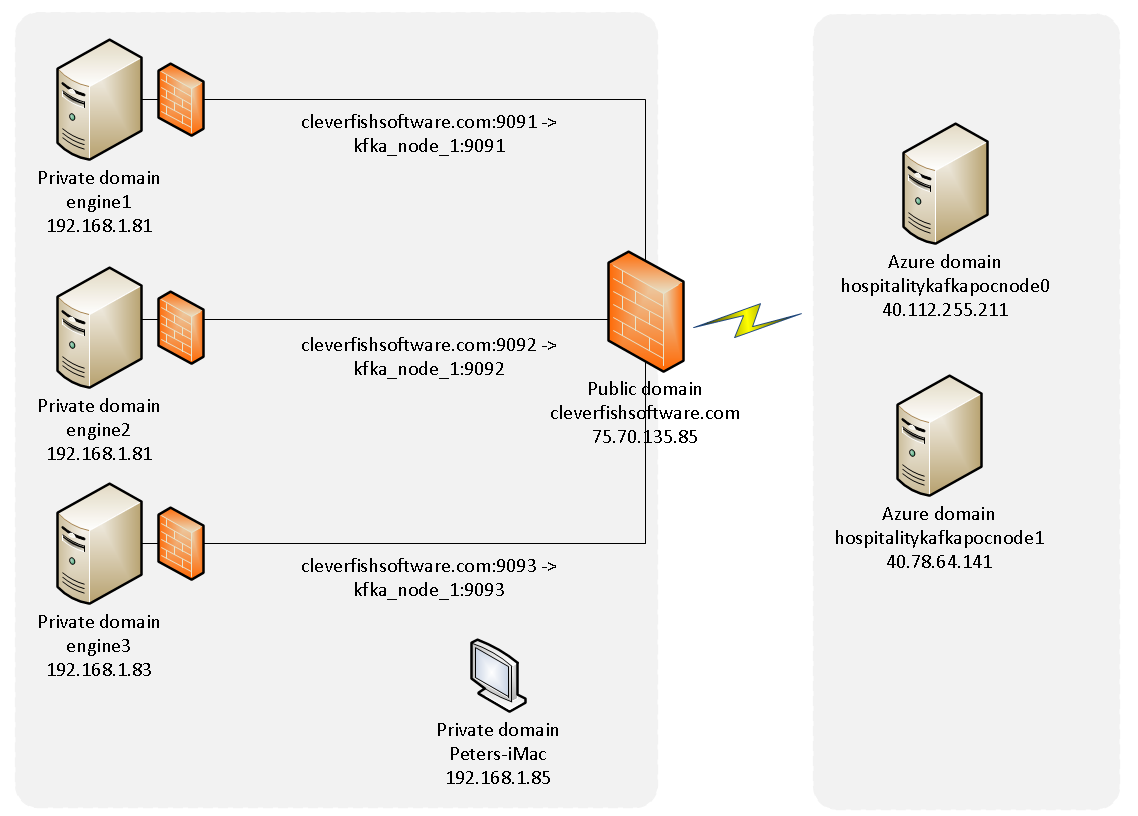 cleverfishsoftware.com:9091 ->
kfka_node_1:9091
Private domain
engine1
192.168.1.81
Azure domain
hospitalitykafkapocnode0
40.112.255.211
cleverfishsoftware.com:9092 ->
kfka_node_1:9092
Public domain
cleverfishsoftware.com
75.70.135.85
Private domain
engine2
192.168.1.81
Azure domain
hospitalitykafkapocnode1
40.78.64.141
cleverfishsoftware.com:9093 ->
kfka_node_1:9093
Private domain
engine3
192.168.1.83
Private domain
Peters-iMac
192.168.1.85